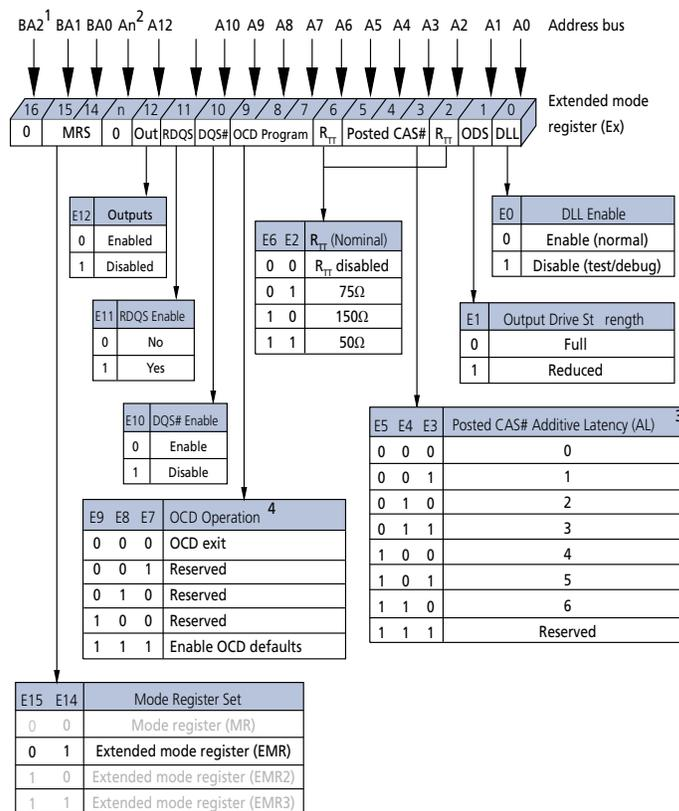 BA2¹ BA1 BA0 An² A12 A10 A9 A8 A7 A6 A5 A4 A3 A2 A1 A0 Address bus
16 15 14 n 12 11 10 9 8 7 6 5 4 3 2 1 0
Extended mode
register (Ex)
0 MRS 0 Out RDQS DQS# OCD Program RTT Posted CAS# RTT ODS DLL
E12 Outputs
0 Enabled
1 Disabled
E11 RDQS Enable
0 No
1 Yes
E10 DQS# Enable
0 Enable
1 Disable
E6 E2 RTT (Nominal)
0 0 RTT disabled
0 1 75Ω
1 0 150Ω
1 1 50Ω
E0 DLL Enable
0 Enable (normal)
1 Disable (test/debug)
E1 Output Drive St rength
0 Full
1 Reduced
E5 E4 E3 Posted CAS# Additive Latency (AL) 3
0 0 0 0
0 0 1 1
0 1 0 2
0 1 1 3
1 0 0 4
1 0 1 5
1 1 0 6
1 1 1 Reserved
E9 E8 E7 OCD Operation 4
0 0 0 OCD exit
0 0 1 Reserved
0 1 0 Reserved
1 0 0 Reserved
1 1 1 Enable OCD defaults
E15 E14 Mode Register Set
0 0 Mode register (MR)
0 1 Extended mode register (EMR)
1 0 Extended mode register (EMR2)
1 1 Extended mode register (EMR3)